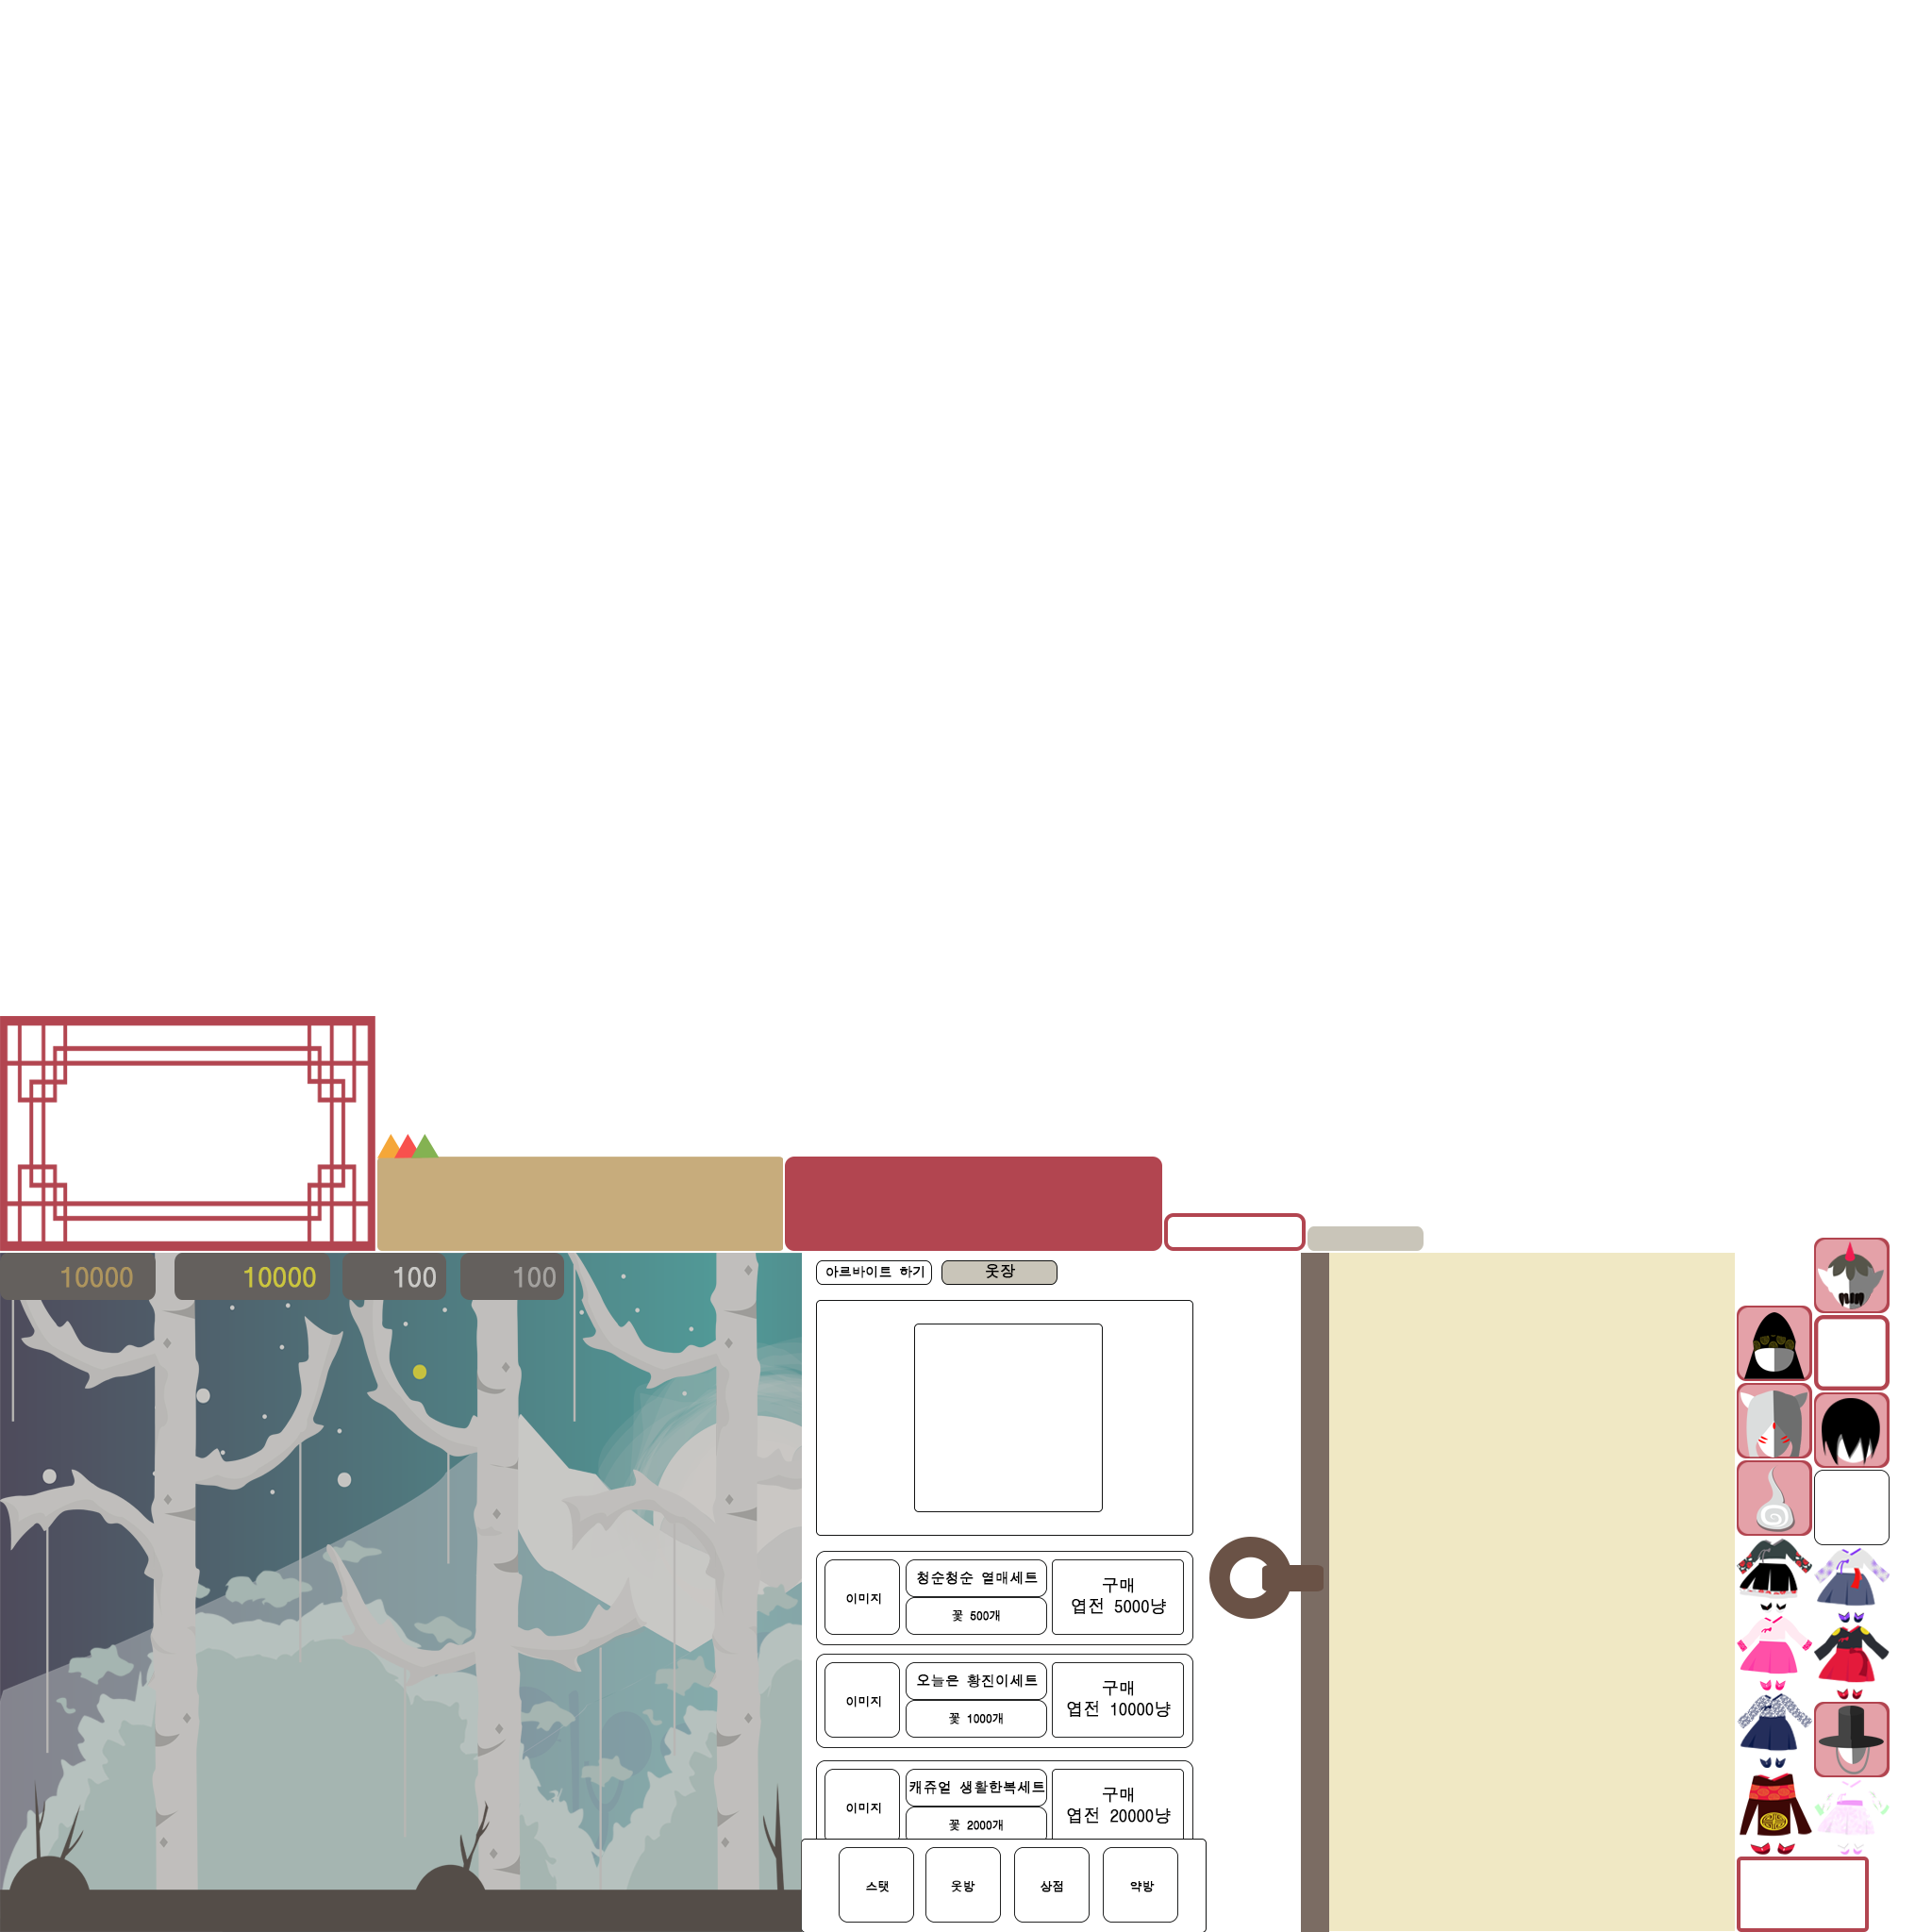 10000
10000
100
100
아르바이트 하기
옷장
이미지
청순청순 열매세트
꽃 500개
구매
엽전 5000냥
이미지
오늘은 황진이세트
꽃 1000개
구매
엽전 10000냥
이미지
캐쥬얼 생활한복세트
꽃 2000개
구매
엽전 20000냥
스탯
옷방
상점
약방